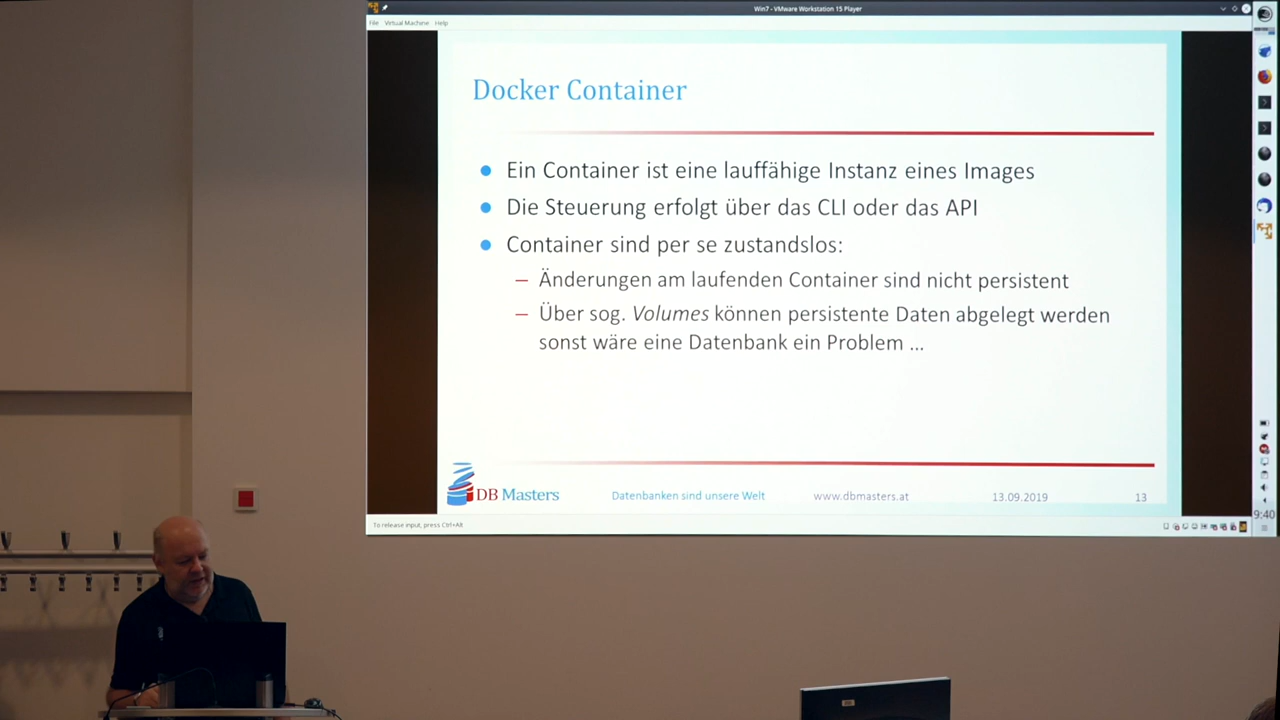 Win7 - VMware Workstation 15 Player
File Virtual Machine Help
Docker Container
Ein Container ist eine lauffähige Instanz eines Images
Die Steuerung erfolgt über das CLI oder das API
Container sind per se zustandslos:
– Änderungen am laufenden Container sind nicht persistent
– Über sog. Volumes können persistente Daten abgelegt werden
sonst wäre eine Datenbank ein Problem ...
DB Masters
Datenbanken sind unsere Welt
www.dbmasters.at
13.09.2019
13
9:40
To release input, press Ctrl+Alt